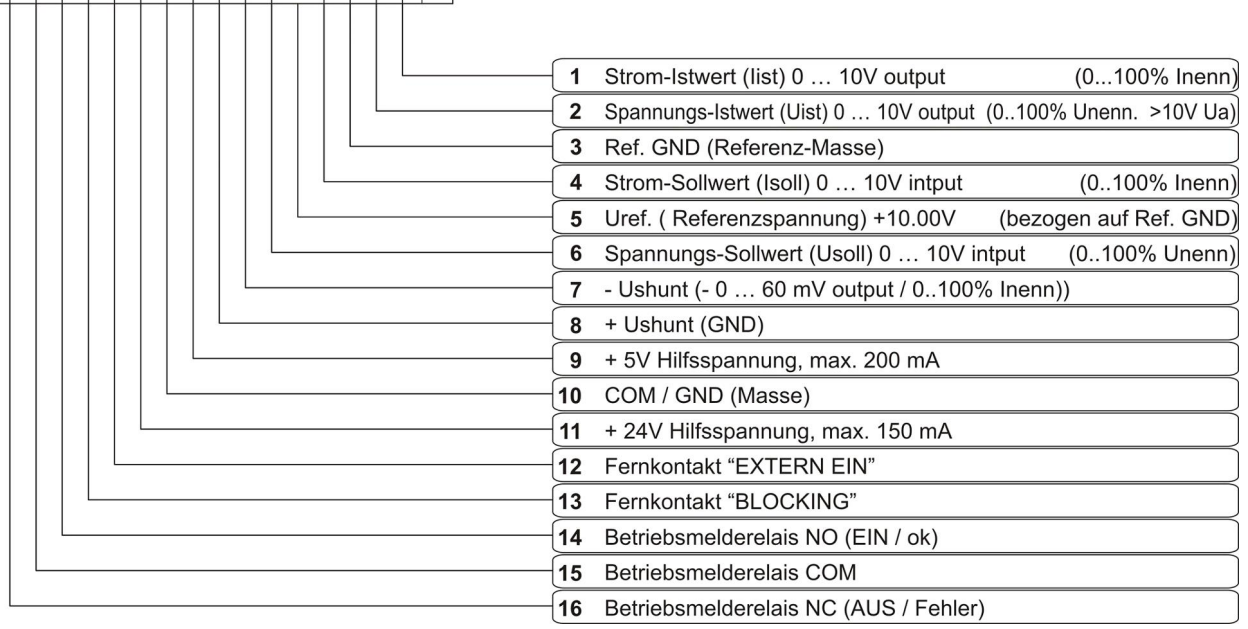 1 Strom-Istwert (Iist) 0 … 10V output (0...100% Inenn)
2 Spannungs-Istwert (Uist) 0 … 10V output (0..100% Unenn. >10V Ua)
3 Ref. GND (Referenz-Masse)
4 Strom-Sollwert (Isoll) 0 … 10V intput (0..100% Inenn)
5 Uref. ( Referenzspannung) +10.00V (bezogen auf Ref. GND)
6 Spannungs-Sollwert (Usoll) 0 … 10V intput (0..100% Unenn)
7 - Ushunt (- 0 … 60 mV output / 0..100% Inenn))
8 + Ushunt (GND)
9 + 5V Hilfsspannung, max. 200 mA
10 COM / GND (Masse)
11 + 24V Hilfsspannung, max. 150 mA
12 Fernkontakt “EXTERN EIN”
13 Fernkontakt “BLOCKING”
14 Betriebsmelderelais NO (EIN / ok)
15 Betriebsmelderelais COM
16 Betriebsmelderelais NC (AUS / Fehler)